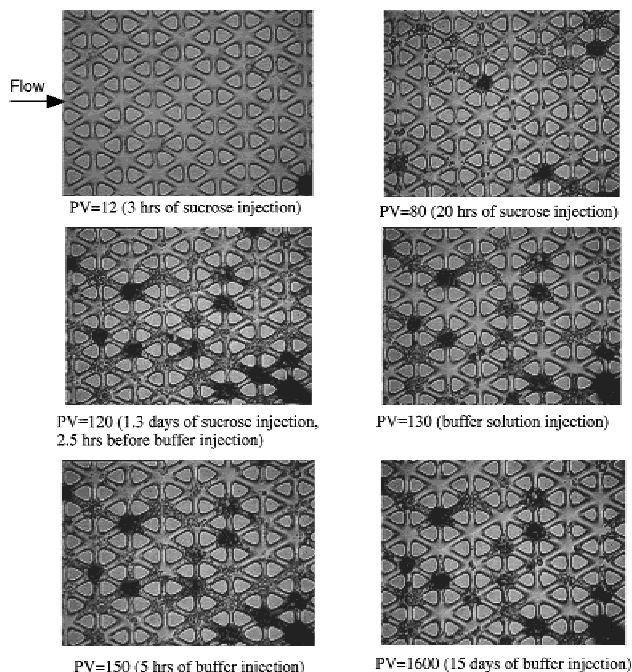 Flow
PV=12 (3 hrs of sucrose injection)
PV=80 (20 hrs of sucrose injection)
PV=120 (1.3 days of sucrose injection,
2.5 hrs before buffer injection)
PV=130 (buffer solution injection)
PV=150 (5 hrs of buffer injection)
PV=1600 (15 days of buffer injection)